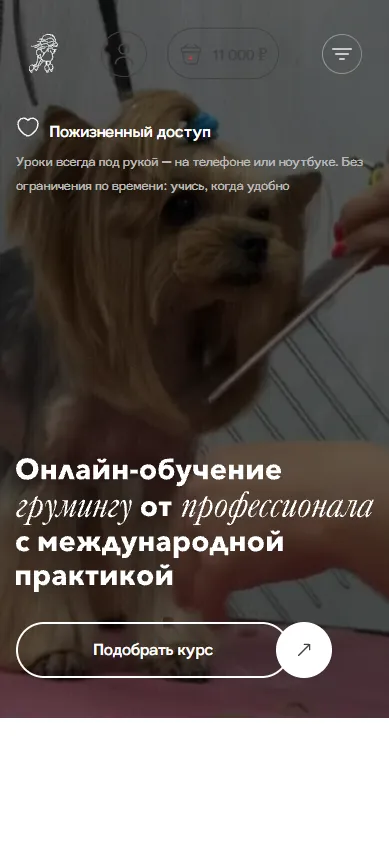 11 000 ₽
Пожизненный доступ
Уроки всегда под рукой — на телефоне или ноутбуке. Без
ограничения по времени: учись, когда удобно
Онлайн-обучение
грумингу от профессионала
с международной
практикой
Подобрать курс